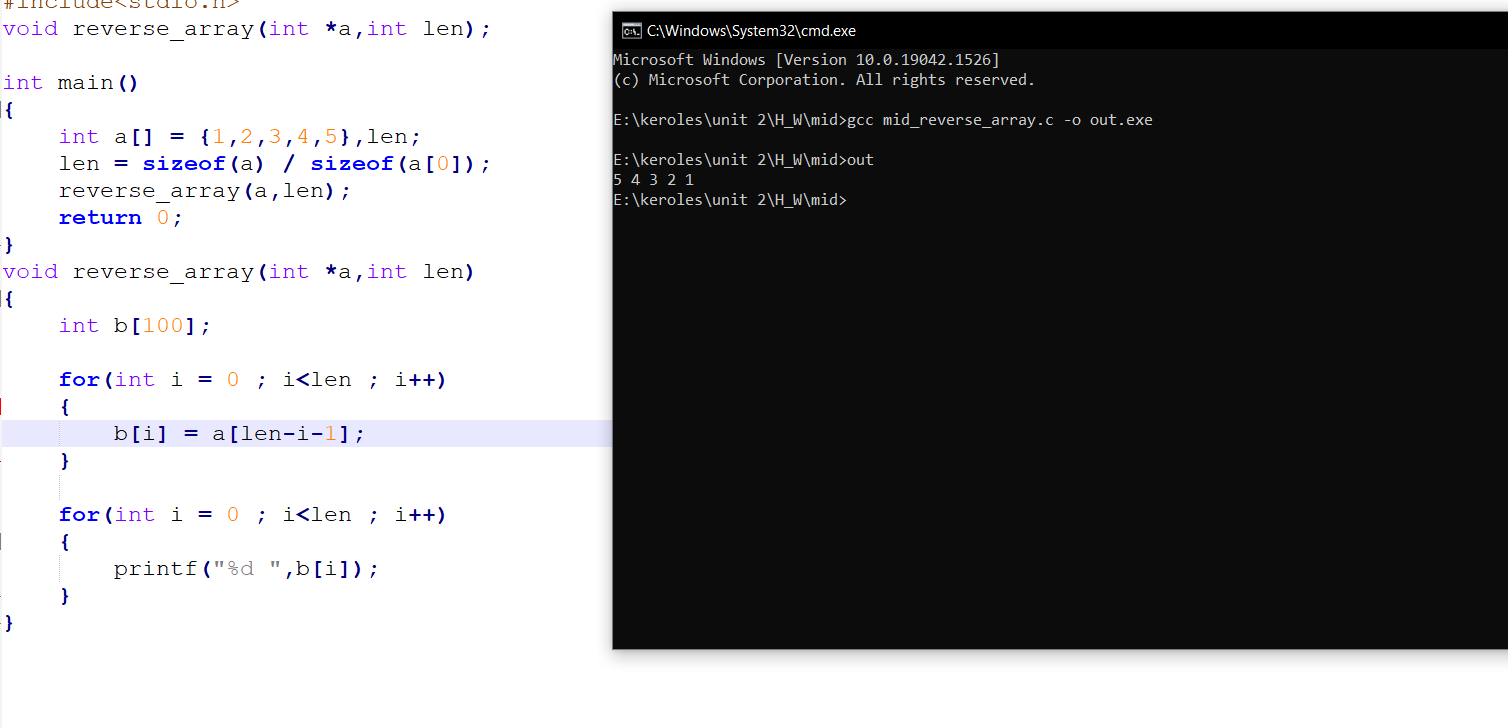 #include<stdio.h>
void reverse_array(int *a,int len);
int main()
{
int a[] = {1,2,3,4,5},len;
len = sizeof(a) / sizeof(a[0]);
reverse_array(a,len);
return 0;
}
void reverse_array(int *a,int len)
{
int b[100];
for(int i = 0 ; i<len ; i++)
{
b[i] = a[len-i-1];
}
for(int i = 0 ; i<len ; i++)
{
printf("%d ",b[i]);
}
}
C:\Windows\System32\cmd.exe
Microsoft Windows [Version 10.0.19042.1526]
(c) Microsoft Corporation. All rights reserved.
E:\keroles\unit 2\H_W\mid>gcc mid_reverse_array.c -o out.exe
E:\keroles\unit 2\H_W\mid>out
5 4 3 2 1
E:\keroles\unit 2\H_W\mid>